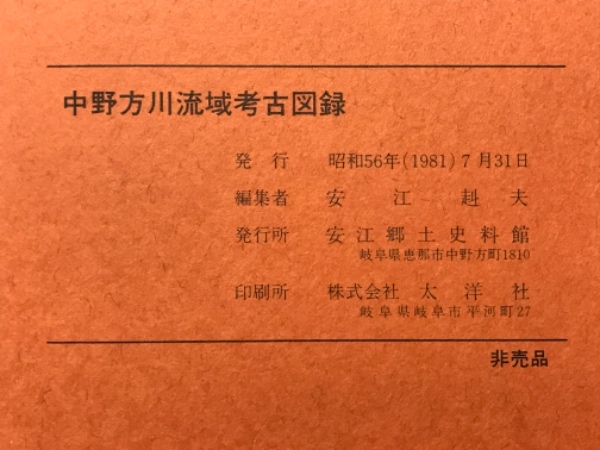 中野方川流域考古図録
発行 昭和56年(1981)7月31日
編集者 安江赳夫
発行所 安江郷土史料館
岐阜県恵那市中野方町1810
印刷所 株式会社 太洋社
岐阜県岐阜市平河町27
非売品